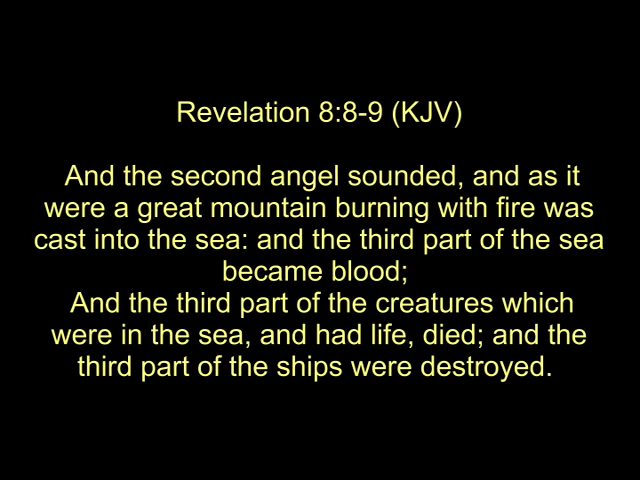 Revelation 8:8-9 (KJV)
And the second angel sounded, and as it
were a great mountain burning with fire was
cast into the sea: and the third part of the sea
became blood;
And the third part of the creatures which
were in the sea, and had life, died; and the
third part of the ships were destroyed.